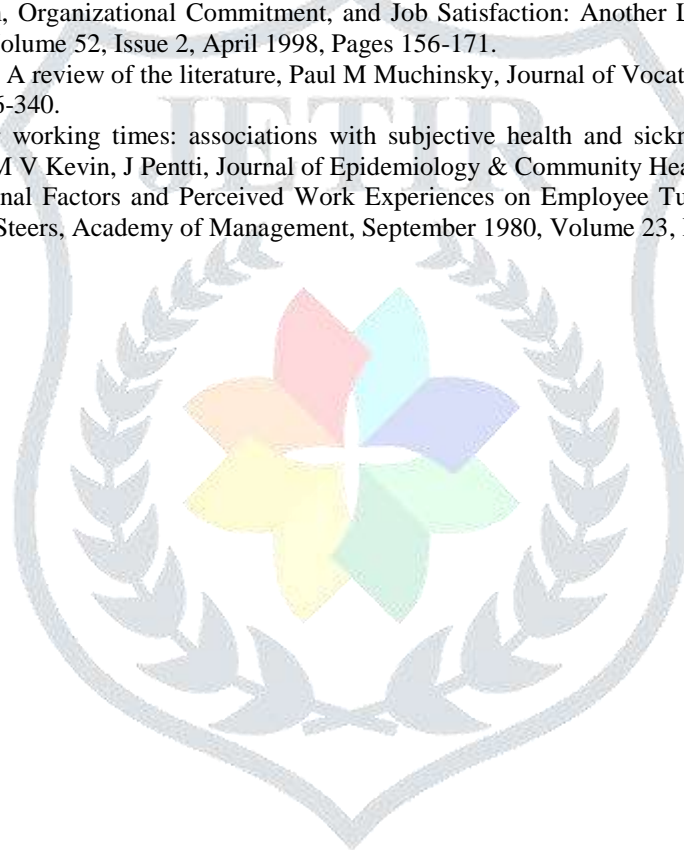 , Organizational Commitment, and Job Satisfaction: Another L
olume 52, Issue 2, April 1998, Pages 156-171.
A review of the literature, Paul M Muchinsky, Journal of Vocat
6-340.
working times: associations with subjective health and sickn
M V Kevin, J Pentti, Journal of Epidemiology & Community Hea
nal Factors and Perceived Work Experiences on Employee Tu
Steers, Academy of Management, September 1980, Volume 23,
JETIR